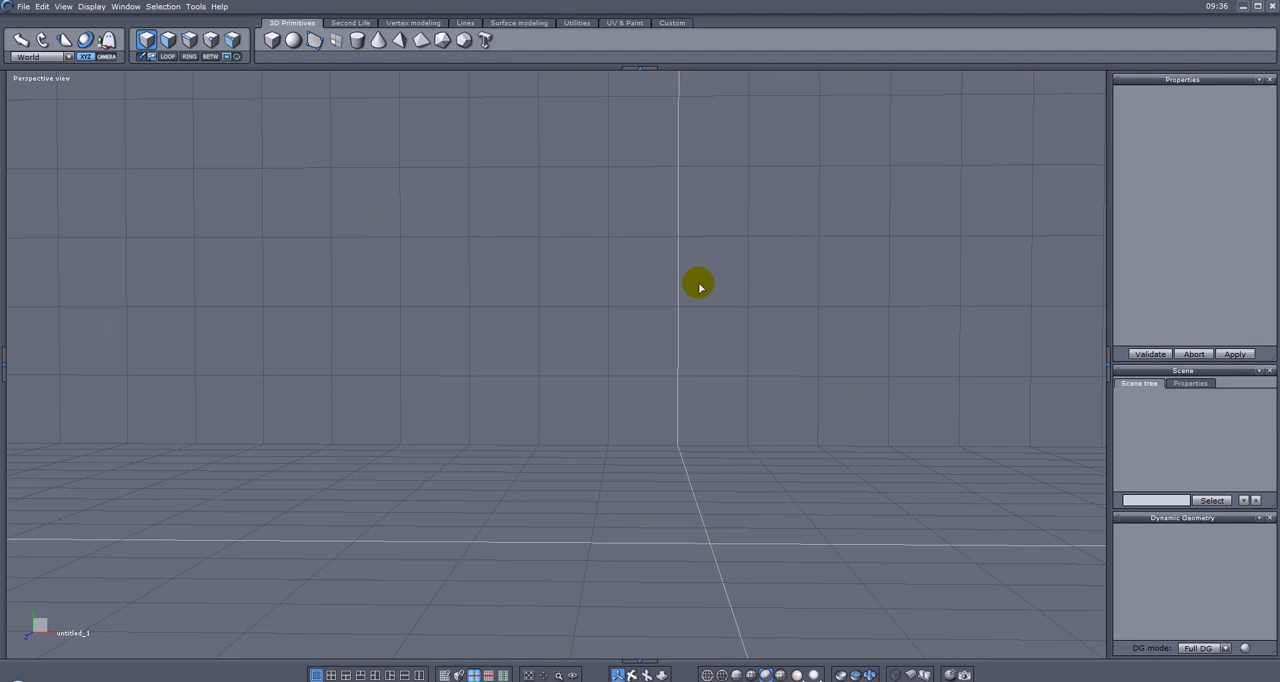 File Edit View Display Window Selection Tools Help 09:36
3D Primitives Second Life Vertex modeling Lines Surface modeling Utilities UV & Paint Custom
World XYZ CAMERA LOOP RING BETW
Perspective view
Properties
Validate Abort Apply
Scene
Scene tree Properties
Select
Dynamic Geometry
untitled_1
DG mode: Full DG